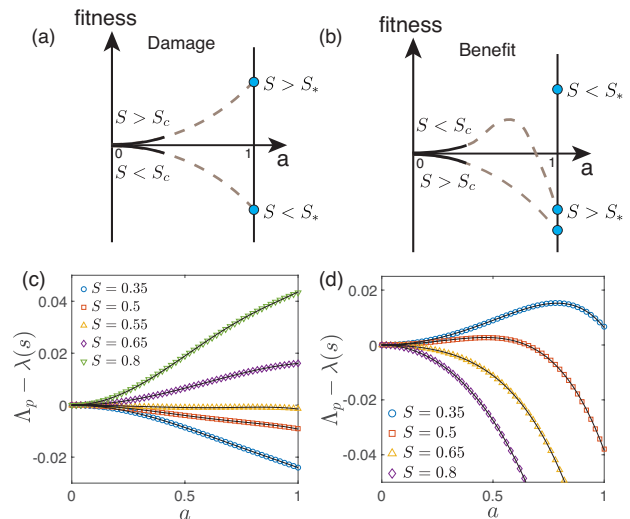 (a)
fitness
Damage
S > S_*
S > S_c
0
1
a
S < S_c
S < S_*
(b)
fitness
Benefit
S < S_*
S < S_c
0
1
a
S > S_c
S > S_*
(c)
S = 0.35
S = 0.5
S = 0.55
S = 0.65
S = 0.8
Λ_p − λ(s)
0.04
0.02
0
-0.02
0
0.5
1
a
(d)
0.02
0
-0.02
-0.04
Λ_p − λ(s)
S = 0.35
S = 0.5
S = 0.65
S = 0.8
0
0.5
1
a